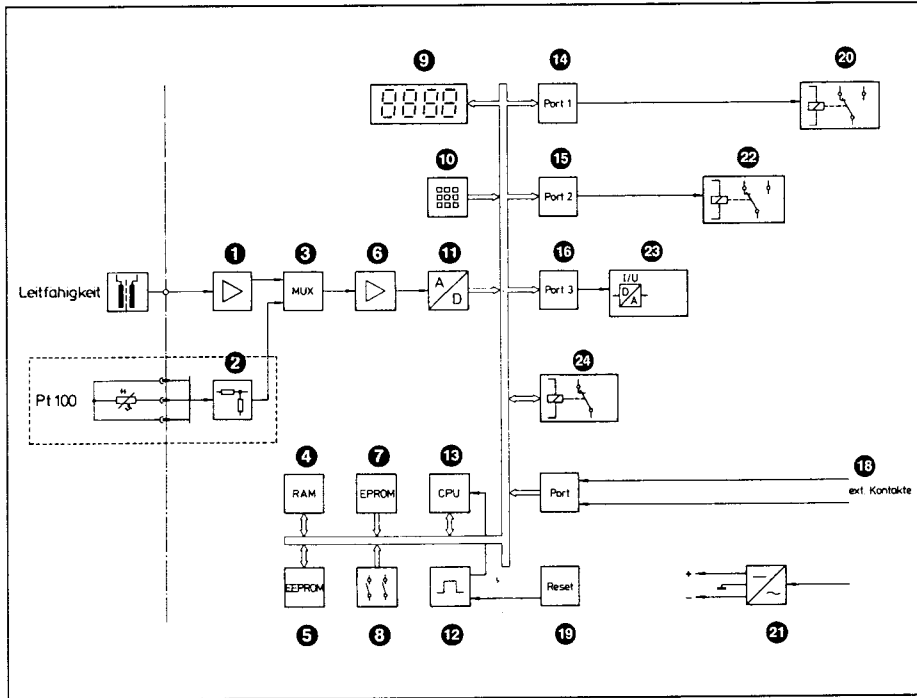 9
14
20
8888
Port 1
10
15
22
Port 2
1
3
6
11
16
23
Leitfähigkeit
MUX
A
D
Port 3
I/U
D
A
2
24
Pt 100
4
7
13
18
RAM
EPROM
CPU
Port
ext. Kontakte
EEPROM
Reset
+
-
5
8
12
19
21